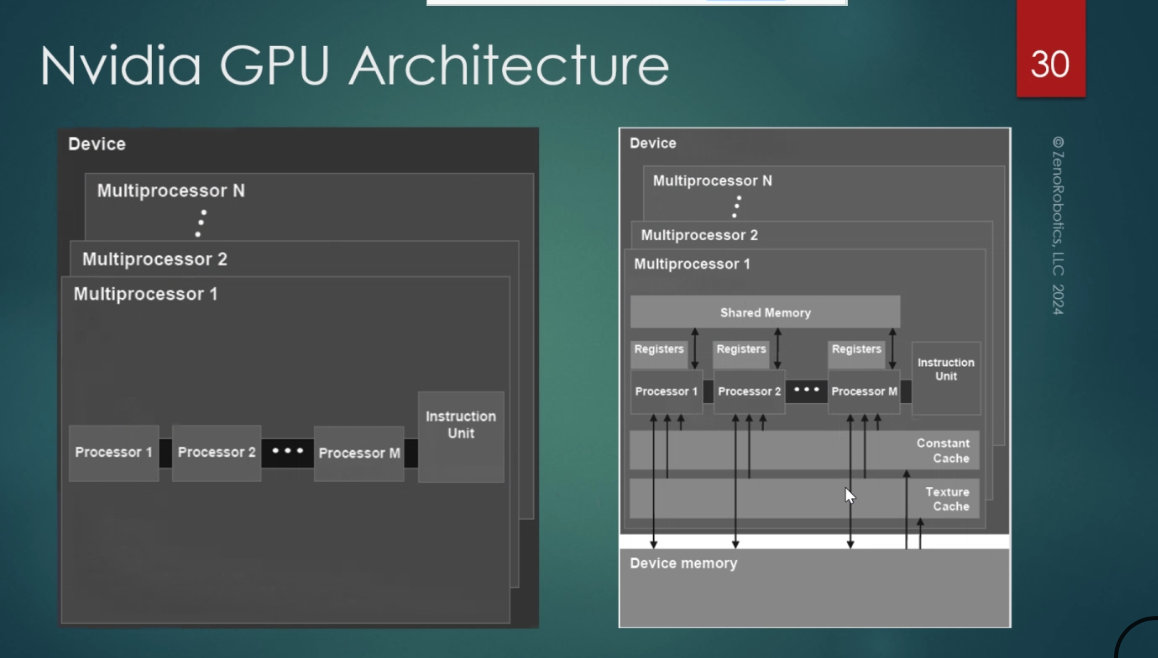 Nvidia GPU Architecture
30
© ZenoRobotics, LLC 2024
Device
Multiprocessor N
Multiprocessor 2
Multiprocessor 1
Processor 1
Processor 2
Processor M
Instruction
Unit
Device
Multiprocessor N
Multiprocessor 2
Multiprocessor 1
Shared Memory
Registers
Registers
Registers
Processor 1
Processor 2
Processor M
Instruction
Unit
Constant
Cache
Texture
Cache
Device memory